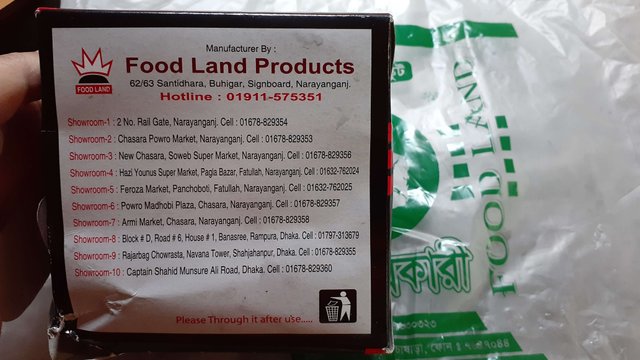 Manufacturer By :
FOOD LAND
Food Land Products
62/63 Santidhara, Buhigar, Signboard, Narayanganj.
Hotline : 01911-575351
Showroom-1 : 2 No. Rail Gate, Narayanganj. Cell : 01678-829354
Showroom-2 : Chasara Powro Market, Narayanganj. Cell : 01678-829353
Showroom-3 : New Chasara, Soweb Super Market, Narayanganj. Cell : 01678-829356
Showroom-4 : Hazi Younus Super Market, Pagla Bazar, Fatullah, Narayanganj. Cell : 01632-762024
Showroom-5 : Feroza Market, Panchoboti, Fatullah, Narayanganj. Cell : 01632-762025
Showroom-6 : Powro Madhobi Plaza, Chasara, Narayanganj. Cell : 01678-829357
Showroom-7 : Armi Market, Chasara, Narayanganj. Cell : 01678-829358
Showroom-8 : Block # D, Road # 6, House # 1, Banasree, Rampura, Dhaka. Cell : 01797-313679
Showroom-9 : Rajarbag Chowrasta, Navana Tower, Shahjahanpur, Dhaka. Cell : 01678-829355
Showroom-10 : Captain Shahid Munsure Ali Road, Dhaka. Cell : 01678-829360
Please Through it after use.....
FOOD LAND